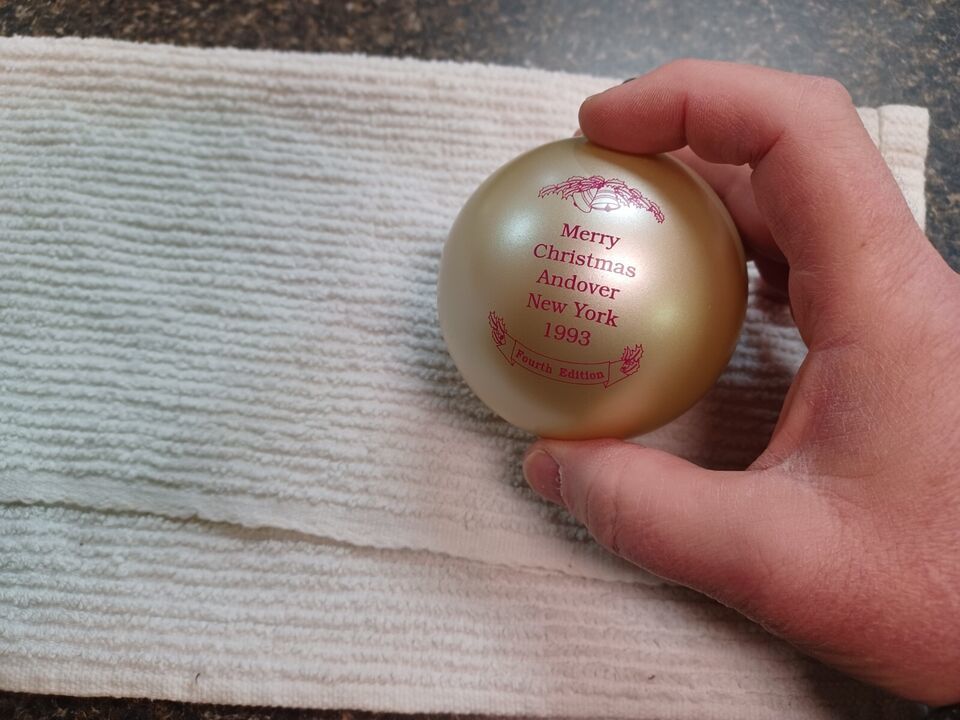 Merry
Christmas
Andover
New York
1993
Fourth Edition